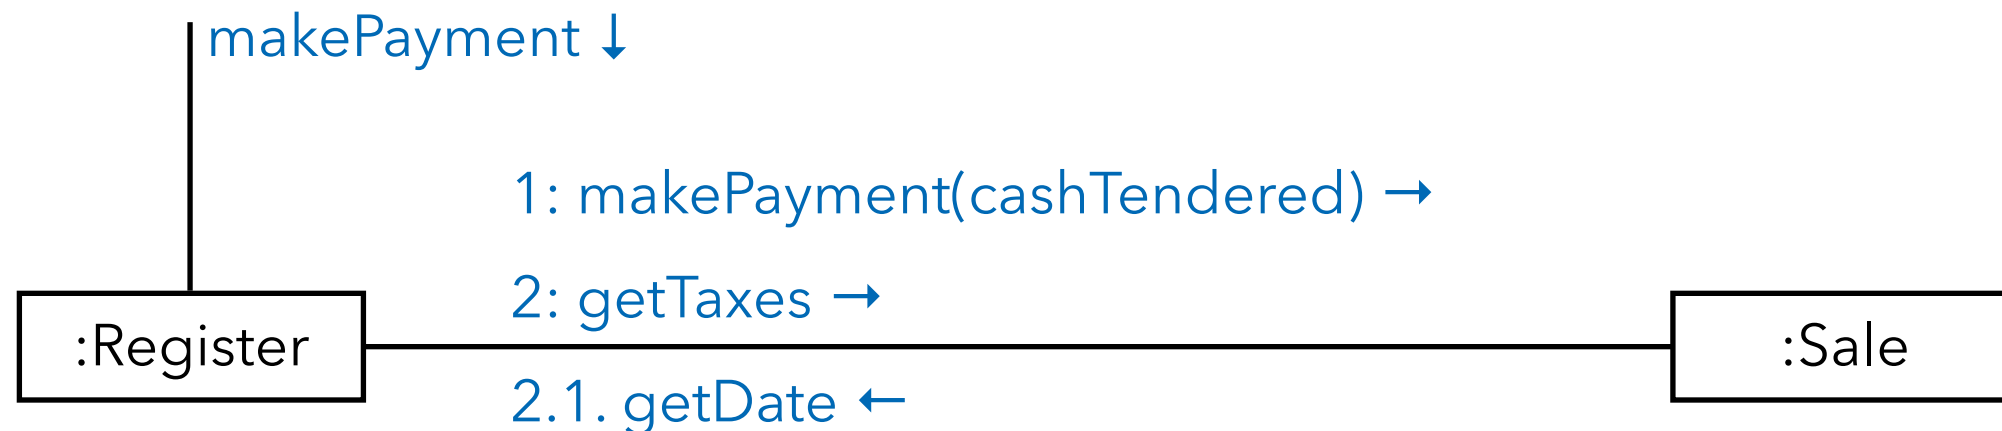 makePayment ↓
1: makePayment(cashTendered) →
2: getTaxes →
:Register
:Sale
2.1. getDate ←